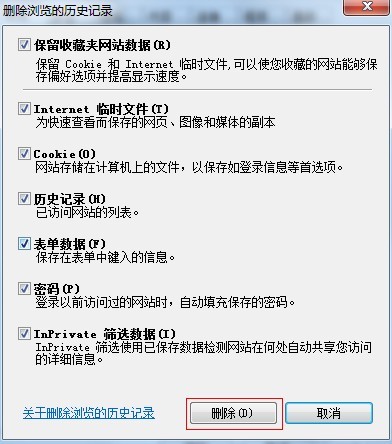 删除浏览的历史记录
保留收藏夹网站数据(R)
保留 Cookie 和 Internet 临时文件,可以使您收藏的网站能够保
存偏好选项并提高显示速度。
Internet 临时文件(T)
为快速查看而保存的网页、图像和媒体的副本
Cookie(O)
网站存储在计算机上的文件，以保存如登录信息等首选项。
历史记录(H)
已访问网站的列表。
表单数据(F)
保存在表单中键入的信息。
密码(P)
登录以前访问过的网站时，自动填充保存的密码。
InPrivate 筛选数据(I)
InPrivate 筛选使用已保存数据检测网站在何处自动共享您访问
的详细信息。
关于删除浏览的历史记录 删除(D) 取消